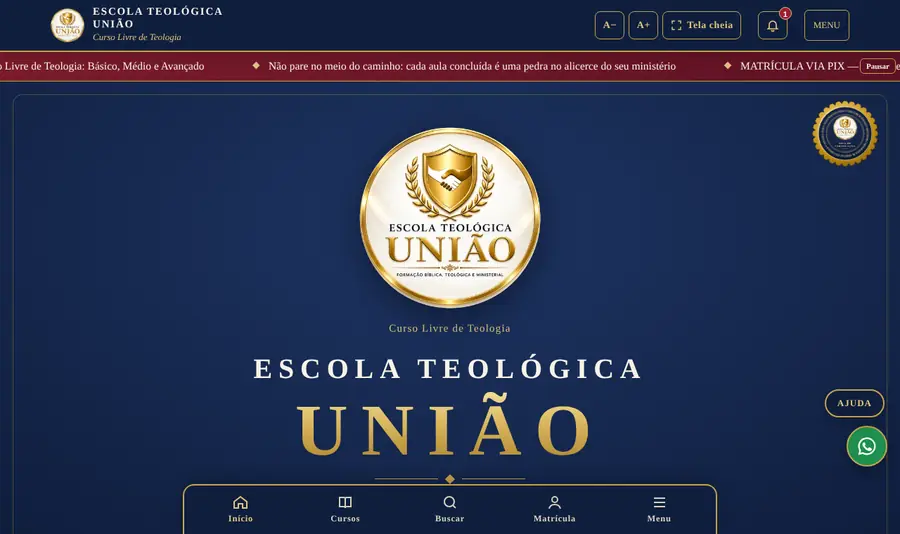 ESCOLA TEOLÓGICA
UNIÃO
Curso Livre de Teologia
A−
A+
Tela cheia
1
MENU
o Livre de Teologia: Básico, Médio e Avançado
Não pare no meio do caminho: cada aula concluída é uma pedra no alicerce do seu ministério
MATRÍCULA VIA PIX —
Pausar
ESCOLA TEOLÓGICA
UNIÃO
FORMAÇÃO BÍBLICA, TEOLÓGICA E MINISTERIAL
Curso Livre de Teologia
ESCOLA TEOLÓGICA
UNIÃO
AJUDA
Início
Cursos
Buscar
Matrícula
Menu